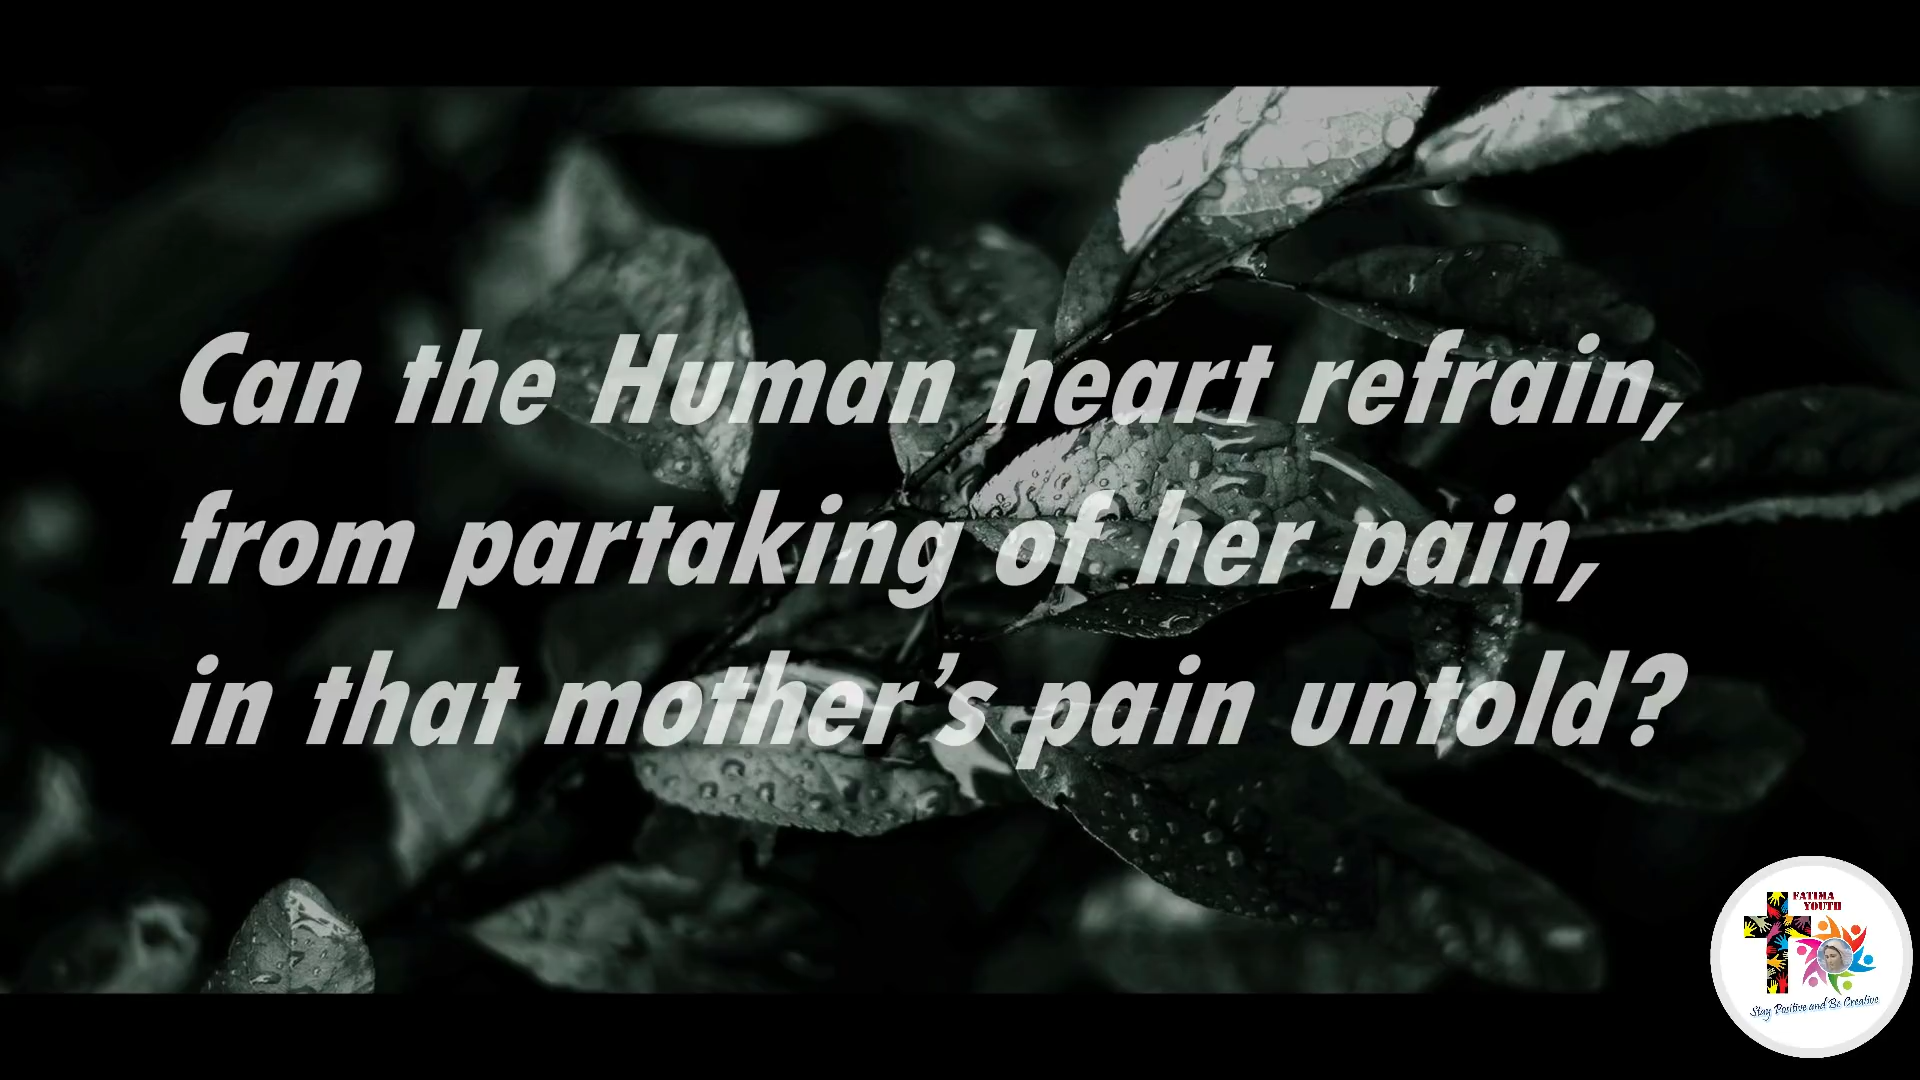 Can the Human heart refrain,
from partaking of her pain,
in that mother’s pain untold?
FATIMA
YOUTH
Stay Positive and Be Creative